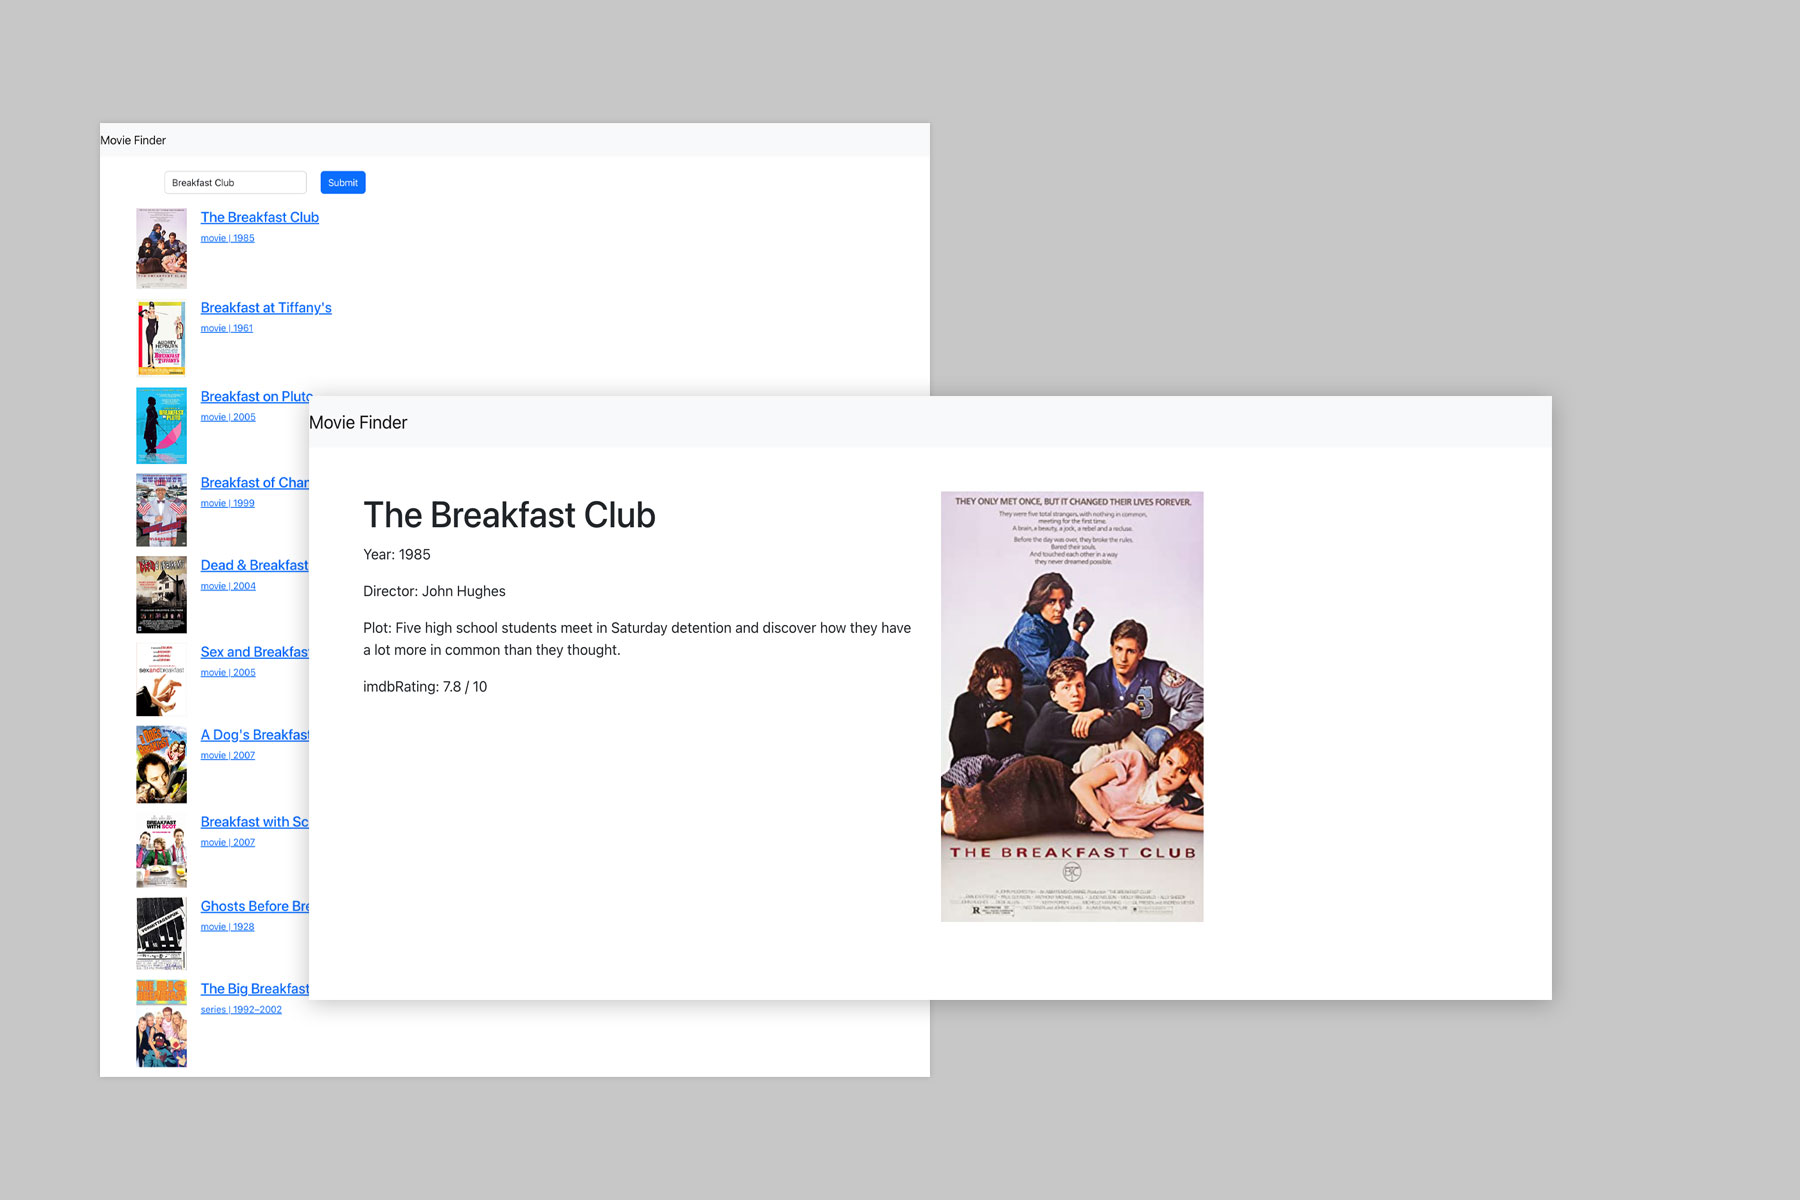 Movie Finder
Breakfast Club
Submit
The Breakfast Club
movie | 1985
Breakfast at Tiffany's
movie | 1961
Breakfast on Pluto
movie | 2005
Breakfast of Cham
movie | 1999
Dead & Breakfast
movie | 2004
Sex and Breakfast
movie | 2005
A Dog's Breakfast
movie | 2007
Breakfast with Sc
movie | 2007
Ghosts Before Bre
movie | 1928
The Big Breakfast
series | 1992–2002
Movie Finder
The Breakfast Club
Year: 1985
Director: John Hughes
Plot: Five high school students meet in Saturday detention and discover how they have
a lot more in common than they thought.
imdbRating: 7.8 / 10
THEY ONLY MET ONCE, BUT IT CHANGED THEIR LIVES FOREVER.
They were five total strangers, with nothing in common,
meeting for the first time.
A brain, a beauty, a jock, a rebel and a recluse.
Before the day was over, they broke the rules.
Bared their souls.
And touched each other in a way
they never dreamed possible.
THE BREAKFAST CLUB
R